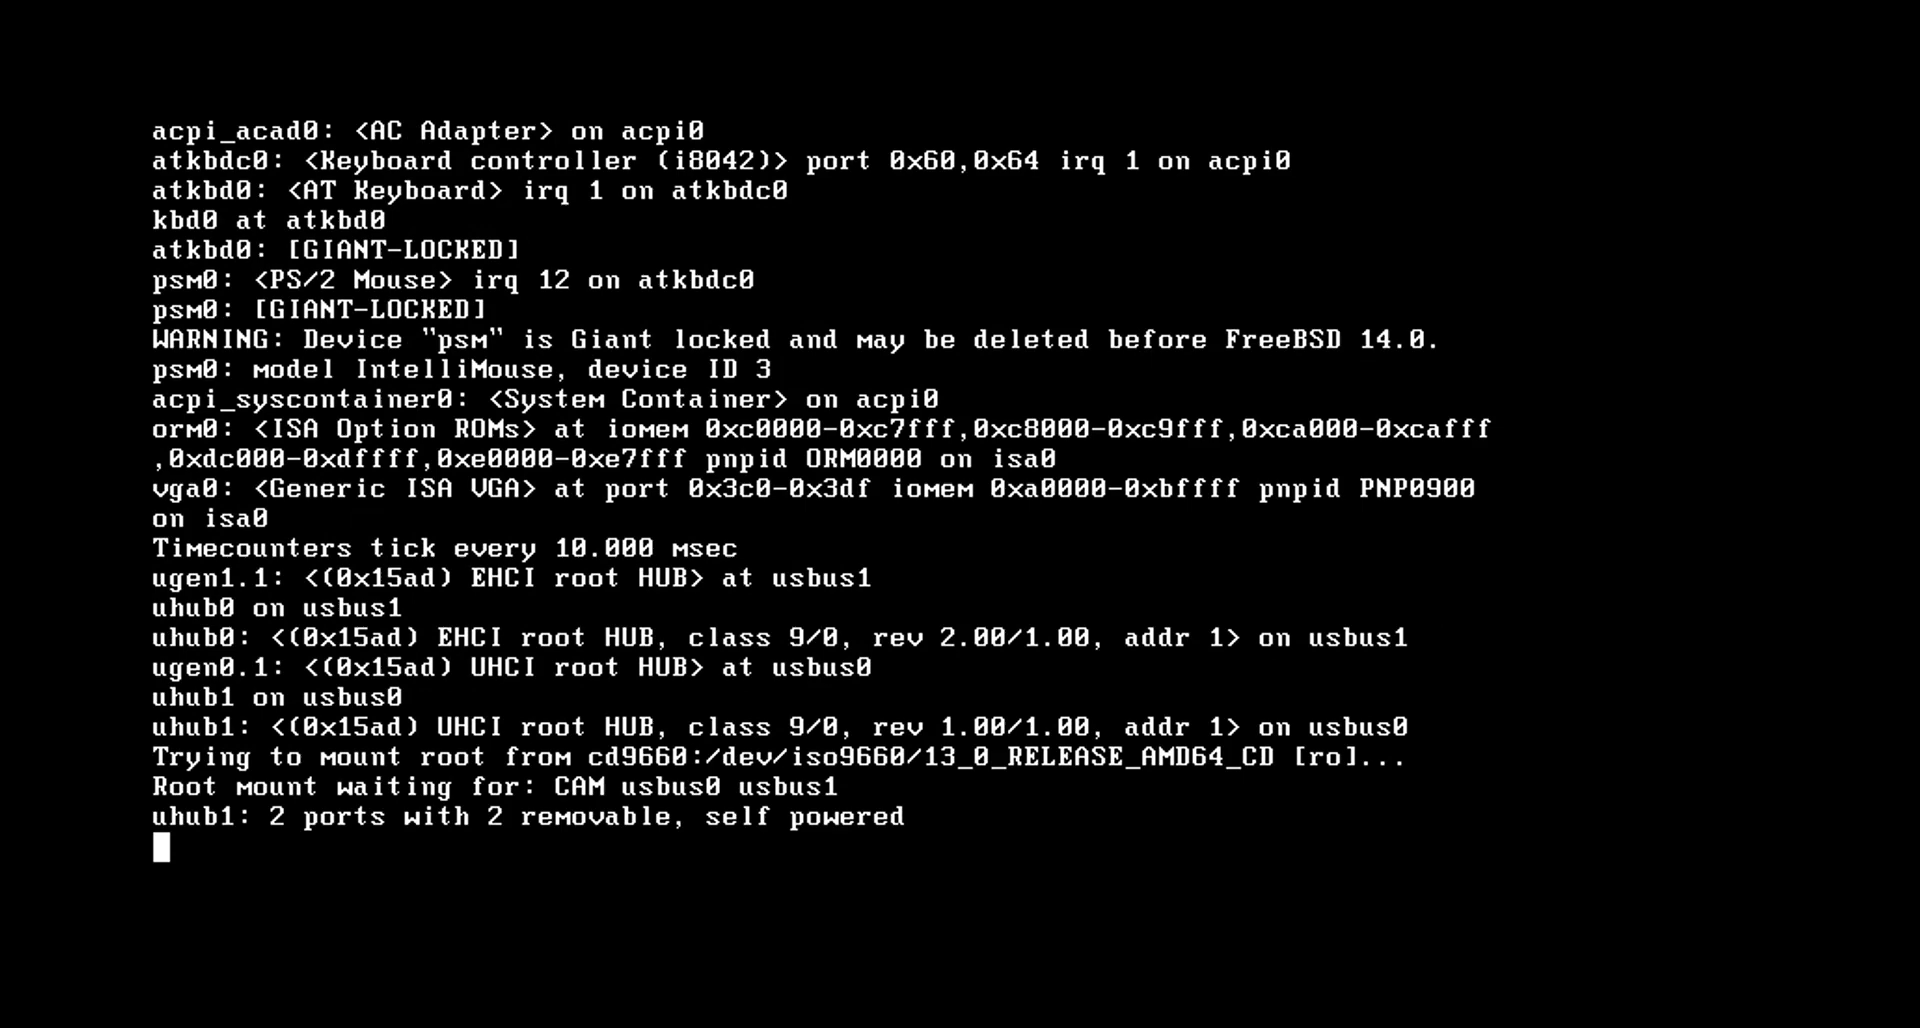 acpi_acad0: <AC Adapter> on acpi0
atkbdc0: <Keyboard controller (i8042)> port 0x60,0x64 irq 1 on acpi0
atkbd0: <AT Keyboard> irq 1 on atkbdc0
kbd0 at atkbd0
atkbd0: [GIANT-LOCKED]
psm0: <PS/2 Mouse> irq 12 on atkbdc0
psm0: [GIANT-LOCKED]
WARNING: Device "psm" is Giant locked and may be deleted before FreeBSD 14.0.
psm0: model IntelliMouse, device ID 3
acpi_syscontainer0: <System Container> on acpi0
orm0: <ISA Option ROMs> at iomem 0xc0000-0xc7fff,0xc8000-0xc9fff,0xca000-0xcafff
,0xdc000-0xdffff,0xe0000-0xe7fff pnpid ORM0000 on isa0
vga0: <Generic ISA VGA> at port 0x3c0-0x3df iomem 0xa0000-0xbffff pnpid PNP0900
on isa0
Timecounters tick every 10.000 msec
ugen1.1: <(0x15ad) EHCI root HUB> at usbus1
uhub0 on usbus1
uhub0: <(0x15ad) EHCI root HUB, class 9/0, rev 2.00/1.00, addr 1> on usbus1
ugen0.1: <(0x15ad) UHCI root HUB> at usbus0
uhub1 on usbus0
uhub1: <(0x15ad) UHCI root HUB, class 9/0, rev 1.00/1.00, addr 1> on usbus0
Trying to mount root from cd9660:/dev/iso9660/13_0_RELEASE_AMD64_CD [ro]...
Root mount waiting for: CAM usbus0 usbus1
uhub1: 2 ports with 2 removable, self powered